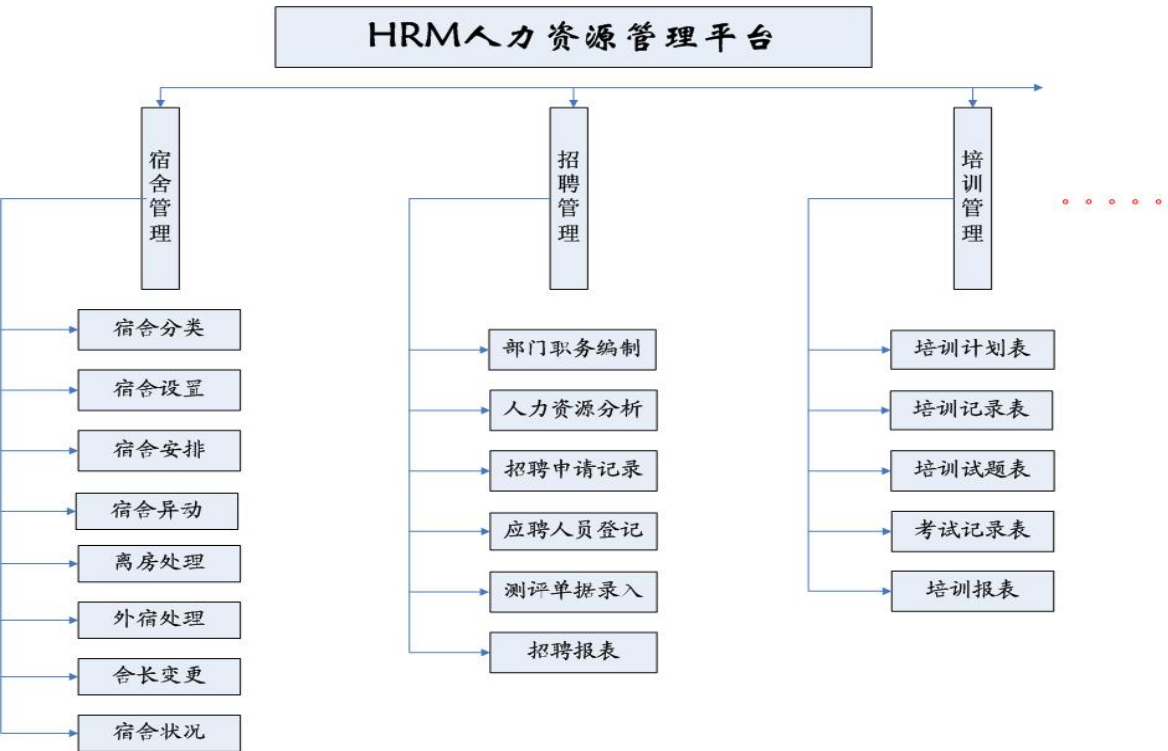 HRM人力资源管理平台
宿舍管理
宿舍分类
宿舍设置
宿舍安排
宿舍异动
离房处理
外宿处理
舍长变更
宿舍状况
招聘管理
部门职务编制
人力资源分析
招聘申请记录
应聘人员登记
测评单据录入
招聘报表
培训管理
培训计划表
培训记录表
培训试题表
考试记录表
培训报表
。。。。。